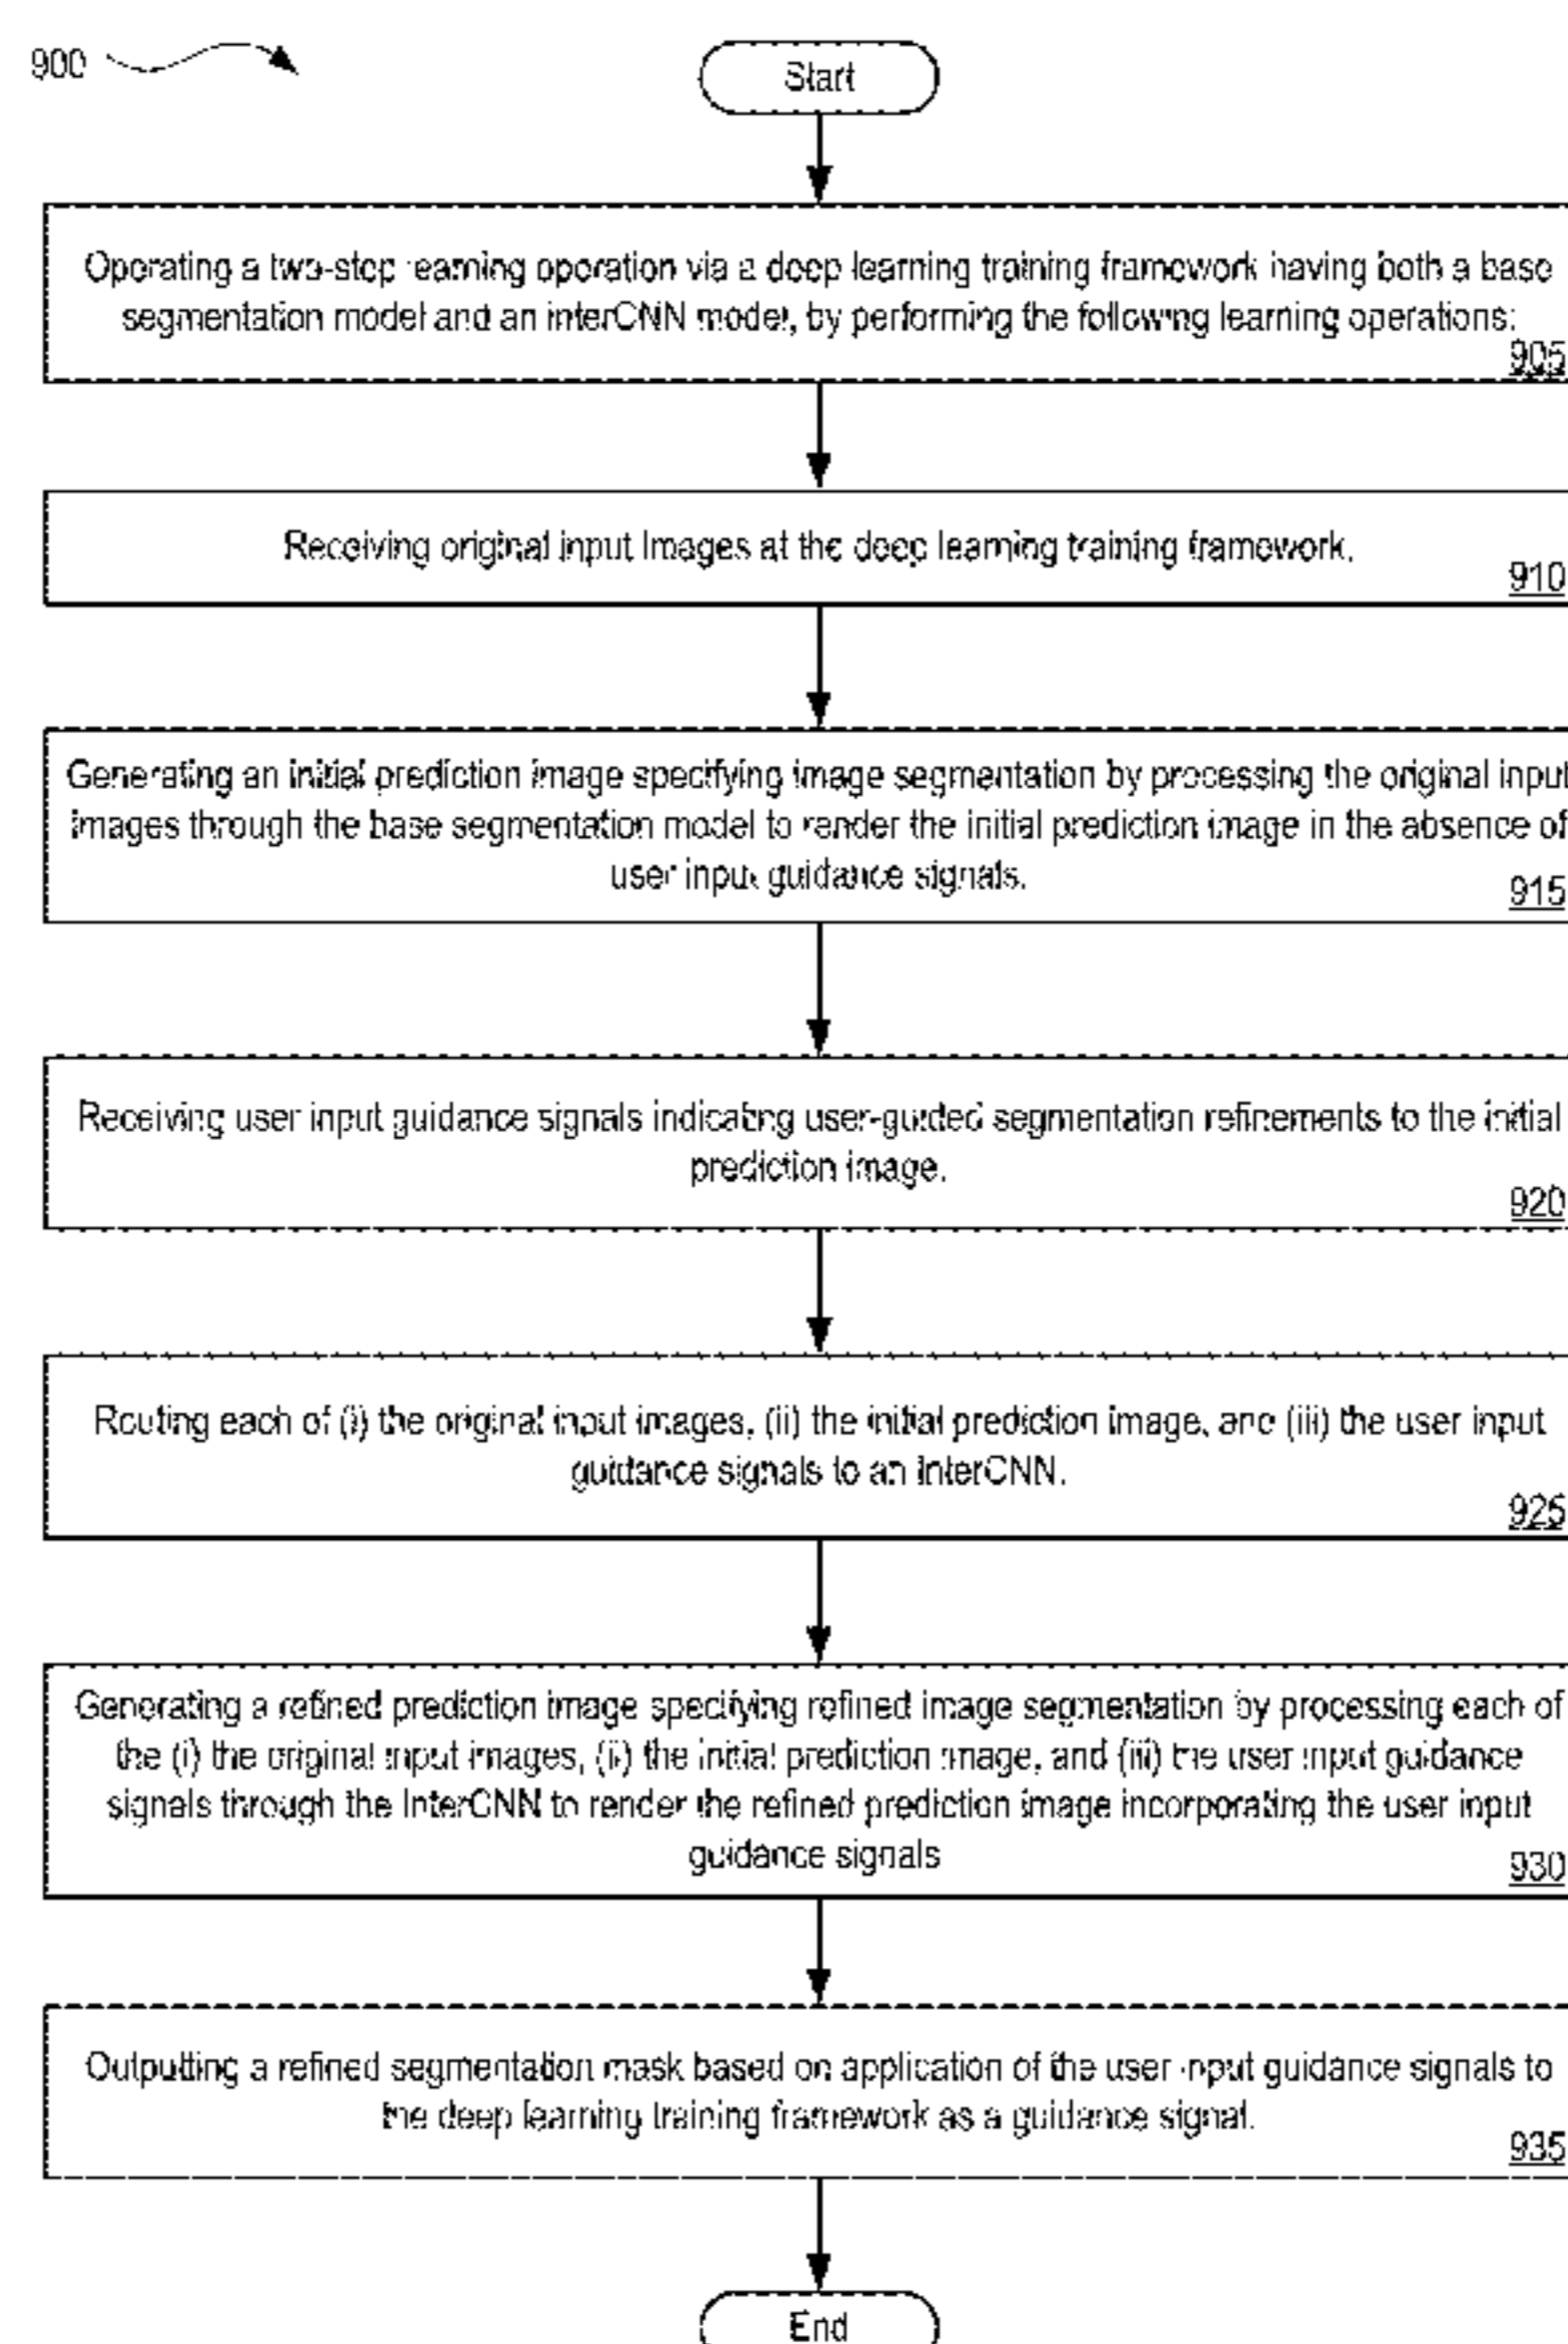 900
Start
Operating a two-step learning operation via a deep learning training framework having both a base
segmentation model and an interCNN model, by performing the following learning operations:
905
Receiving original input images at the deep learning training framework.
910
Generating an initial prediction image specifying image segmentation by processing the original input
images through the base segmentation model to render the initial prediction image in the absence of
user input guidance signals.
915
Receiving user input guidance signals indicating user-guided segmentation refinements to the initial
prediction image.
920
Routing each of (i) the original input images, (ii) the initial prediction image, and (iii) the user input
guidance signals to an InterCNN.
925
Generating a refined prediction image specifying refined image segmentation by processing each of
the (i) the original input images, (ii) the initial prediction image, and (iii) the user input guidance
signals through the InterCNN to render the refined prediction image incorporating the user input
guidance signals
930
Outputting a refined segmentation mask based on application of the user input guidance signals to
the deep learning training framework as a guidance signal.
935
End